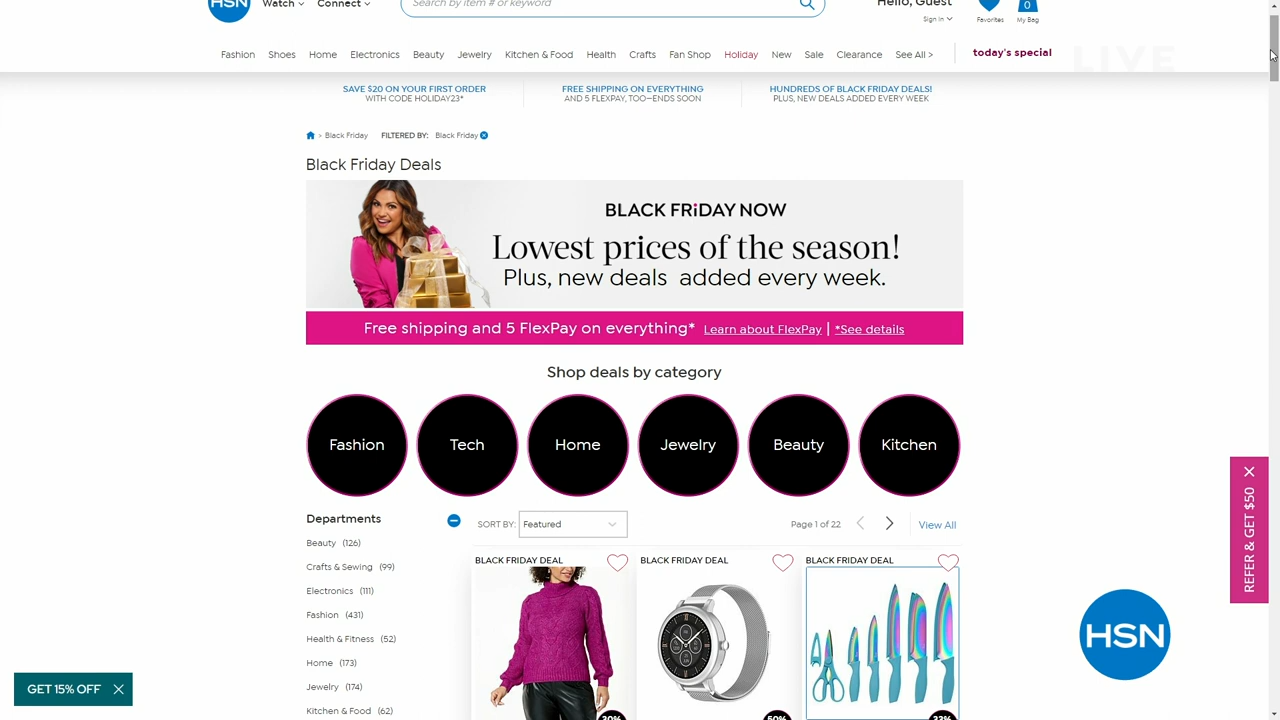 HSN
Watch
Connect
Search by item # or keyword
Hello, Guest
Sign In
Favorites
0
My Bag
Fashion Shoes Home Electronics Beauty Jewelry Kitchen & Food Health Crafts Fan Shop Holiday New Sale Clearance See All >
today's special
LIVE
SAVE $20 ON YOUR FIRST ORDER
WITH CODE HOLIDAY23*
FREE SHIPPING ON EVERYTHING
AND 5 FLEXPAY, TOO—ENDS SOON
HUNDREDS OF BLACK FRIDAY DEALS!
PLUS, NEW DEALS ADDED EVERY WEEK
> Black Friday FILTERED BY: Black Friday
Black Friday Deals
BLACK FRiDAY NOW
Lowest prices of the season!
Plus, new deals added every week.
Free shipping and 5 FlexPay on everything* Learn about FlexPay | *See details
Shop deals by category
Fashion
Tech
Home
Jewelry
Beauty
Kitchen
Departments
Beauty (126)
Crafts & Sewing (99)
Electronics (111)
Fashion (431)
Health & Fitness (52)
Home (173)
Jewelry (174)
Kitchen & Food (62)
SORT BY: Featured
Page 1 of 22
View All
BLACK FRIDAY DEAL
30%
BLACK FRIDAY DEAL
50%
BLACK FRIDAY DEAL
33%
REFER & GET $50
HSN
GET 15% OFF